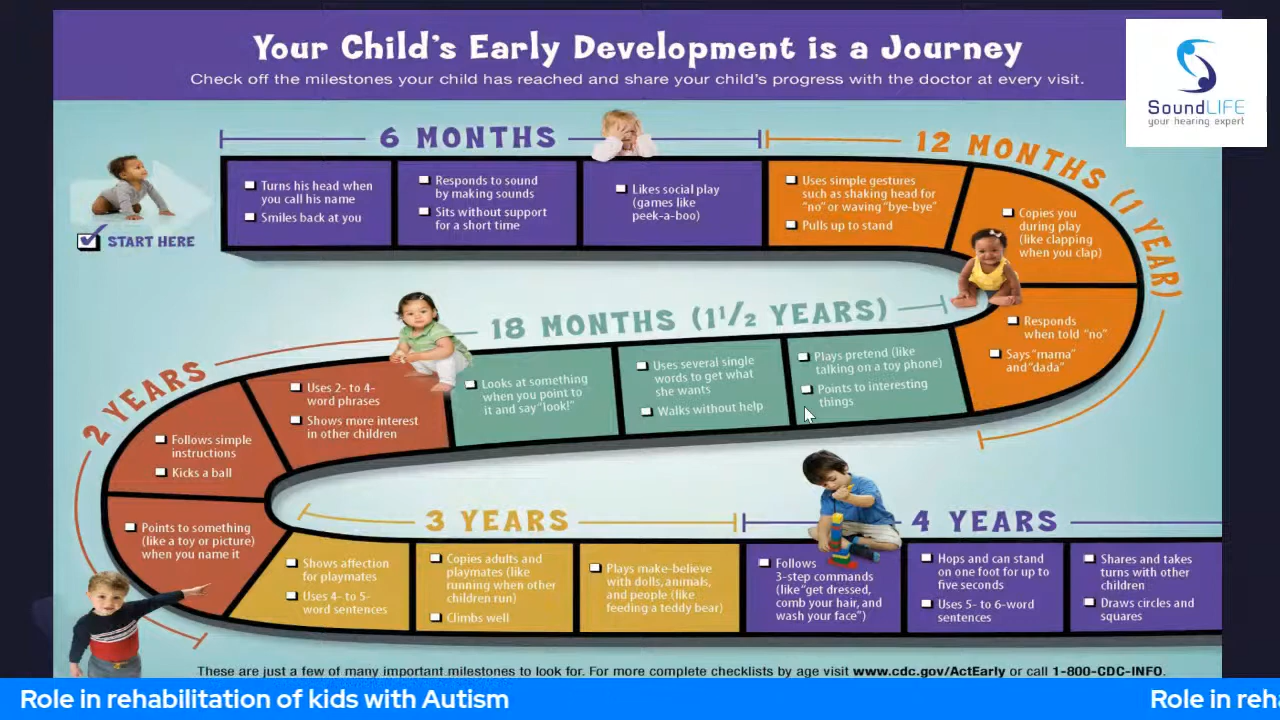 Your Child's Early Development is a Journey
Check off the milestones your child has reached and share your child's progress with the doctor at every visit.
SoundLIFE
your hearing expert
START HERE
6 MONTHS
Turns his head when
you call his name
Smiles back at you
Responds to sound
by making sounds
Sits without support
for a short time
Likes social play
(games like
peek-a-boo)
12 MONTHS (1 YEAR)
Uses simple gestures
such as shaking head for
"no" or waving "bye-bye"
Pulls up to stand
Copies you
during play
(like clapping
when you clap)
Responds
when told "no"
Says "mama"
and "dada"
18 MONTHS (1½ YEARS)
Plays pretend (like
talking on a toy phone)
Points to interesting
things
Uses several single
words to get what
she wants
Walks without help
Looks at something
when you point to
it and say "look!"
2 YEARS
Uses 2- to 4-
word phrases
Shows more interest
in other children
Follows simple
instructions
Kicks a ball
Points to something
(like a toy or picture)
when you name it
3 YEARS
Shows affection
for playmates
Uses 4- to 5-
word sentences
Copies adults and
playmates (like
running when other
children run)
Climbs well
Plays make-believe
with dolls, animals,
and people (like
feeding a teddy bear)
4 YEARS
Follows
3-step commands
(like "get dressed,
comb your hair, and
wash your face")
Hops and can stand
on one foot for up to
five seconds
Uses 5- to 6-word
sentences
Shares and takes
turns with other
children
Draws circles and
squares
These are just a few of many important milestones to look for. For more complete checklists by age visit www.cdc.gov/ActEarly or call 1-800-CDC-INFO.
Role in rehabilitation of kids with Autism
Role in reha